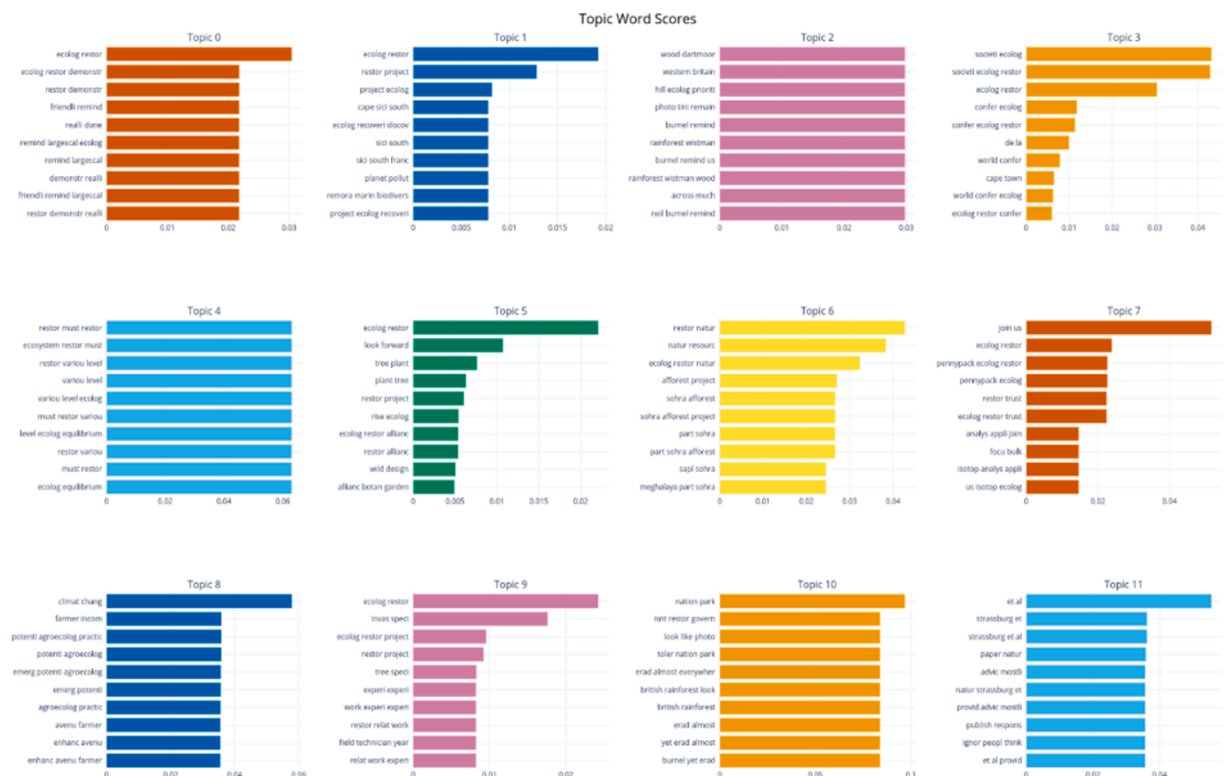 Topic Word Scores
Topic 0
ecolog restor
ecolog restor demonstr
restor demonstr
friendli remind
realli done
remind largescal ecolog
remind largescal
demonstr realli
friendli remind largescal
restor demonstr realli
0 0.01 0.02 0.03
Topic 1
ecolog restor
restor project
project ecolog
cape sici south
ecolog recoveri discov
sici south
sici south franc
planet pollut
remora marin biodivers
project ecolog recoveri
0 0.005 0.01 0.015 0.02
Topic 2
wood dartmoor
western britain
hill ecolog prioriti
photo tini remain
burnel remind
rainforest wistman
burnel remind us
rainforest wistman wood
across much
neil burnel remind
0 0.01 0.02 0.03
Topic 3
societi ecolog
societi ecolog restor
ecolog restor
confer ecolog
confer ecolog restor
de la
world confer
cape town
world confer ecolog
ecolog restor confer
0 0.01 0.02 0.03 0.04
Topic 4
restor must restor
ecosystem restor must
restor variou level
variou level
variou level ecolog
must restor variou
level ecolog equilibrium
restor variou
must restor
ecolog equilibrium
0 0.02 0.04 0.06
Topic 5
ecolog restor
look forward
tree plant
plant tree
restor project
rise ecolog
ecolog restor allianc
restor allianc
wild design
allianc botan garden
0 0.005 0.01 0.015 0.02
Topic 6
restor natur
natur resourc
ecolog restor natur
afforest project
sohra afforest
sohra afforest project
part sohra
part sohra afforest
sapl sohra
meghalaya part sohra
0 0.01 0.02 0.03 0.04
Topic 7
join us
ecolog restor
pennypack ecolog restor
pennypack ecolog
restor trust
ecolog restor trust
analys appli join
focu bulk
isotop analys appli
us isotop ecolog
0 0.02 0.04
Topic 8
climat chang
farmer incom
potenti agroecolog practic
potenti agroecolog
emerg potenti agroecolog
emerg potenti
agroecolog practic
avenu farmer
enhanc avenu
enhanc avenu farmer
0 0.02 0.04 0.06
Topic 9
ecolog restor
invas speci
ecolog restor project
restor project
tree speci
experi experi
work experi experi
restor relat work
field technician year
relat work experi
0 0.01 0.02
Topic 10
nation park
isnt restor govern
look like photo
toler nation park
erad almost everywher
british rainforest look
british rainforest
erad almost
yet erad almost
burnel yet erad
0 0.05 0.1
Topic 11
et al
strassburg et
strassburg et al
paper natur
advic mostli
natur strassburg et
provid advic mostli
publish respons
ignor peopl think
et al provid
0 0.02 0.04